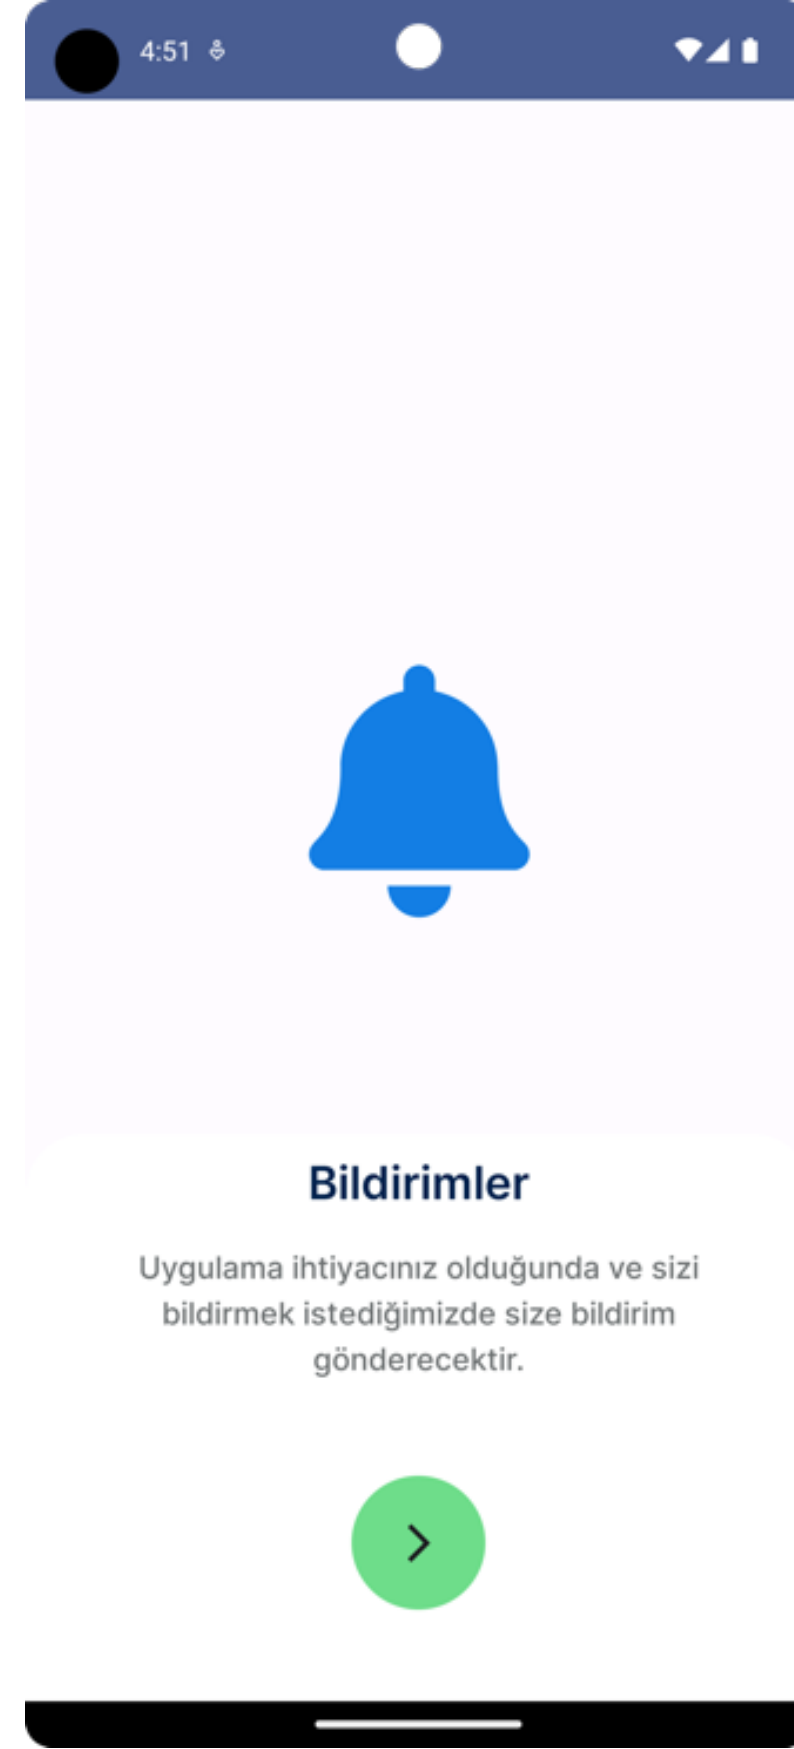 4:51
Bildirimler
Uygulama ihtiyacınız olduğunda ve sizi
bildirmek istediğimizde size bildirim
gönderecektir.